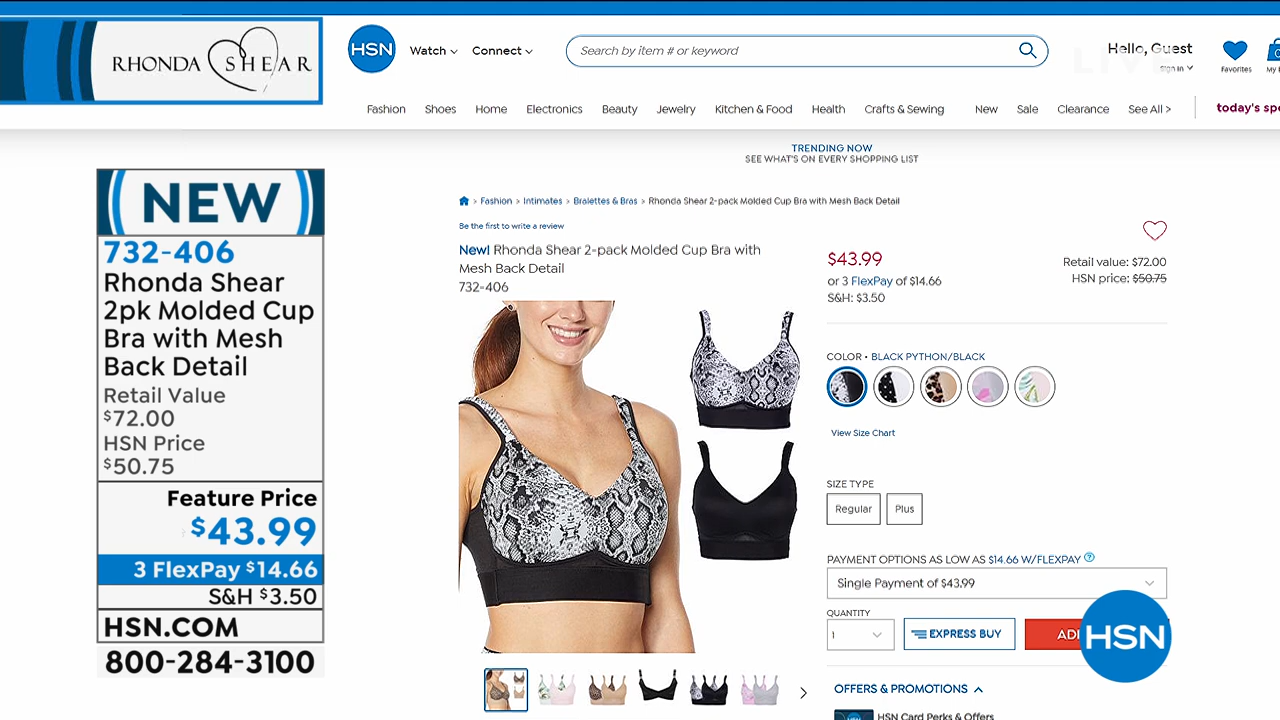 RHONDA SHEAR
HSN
Watch
Connect
Search by item # or keyword
LIVE
Hello, Guest
Sign In
Favorites
Fashion
Shoes
Home
Electronics
Beauty
Jewelry
Kitchen & Food
Health
Crafts & Sewing
New
Sale
Clearance
See All >
TRENDING NOW
SEE WHAT'S ON EVERY SHOPPING LIST
NEW
732-406
Rhonda Shear
2pk Molded Cup
Bra with Mesh
Back Detail
Retail Value
$72.00
HSN Price
$50.75
Feature Price
$43.99
3 FlexPay $14.66
S&H $3.50
HSN.COM
800-284-3100
> Fashion > Intimates > Bralettes & Bras > Rhonda Shear 2-pack Molded Cup Bra with Mesh Back Detail
Be the first to write a review
New! Rhonda Shear 2-pack Molded Cup Bra with
Mesh Back Detail
732-406
$43.99
or 3 FlexPay of $14.66
S&H: $3.50
Retail value: $72.00
HSN price: $50.75
COLOR • BLACK PYTHON/BLACK
View Size Chart
SIZE TYPE
Regular
Plus
PAYMENT OPTIONS AS LOW AS $14.66 W/FLEXPAY ?
Single Payment of $43.99
QUANTITY
1
EXPRESS BUY
HSN
OFFERS & PROMOTIONS
HSN Card Perks & Offers